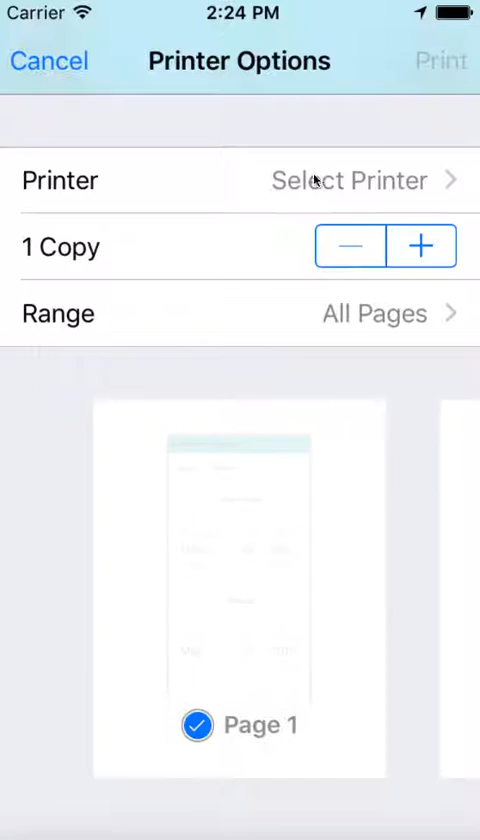 Carrier 2:24 PM
Cancel Printer Options Print
Printer Select Printer
1 Copy
Range All Pages
Page 1